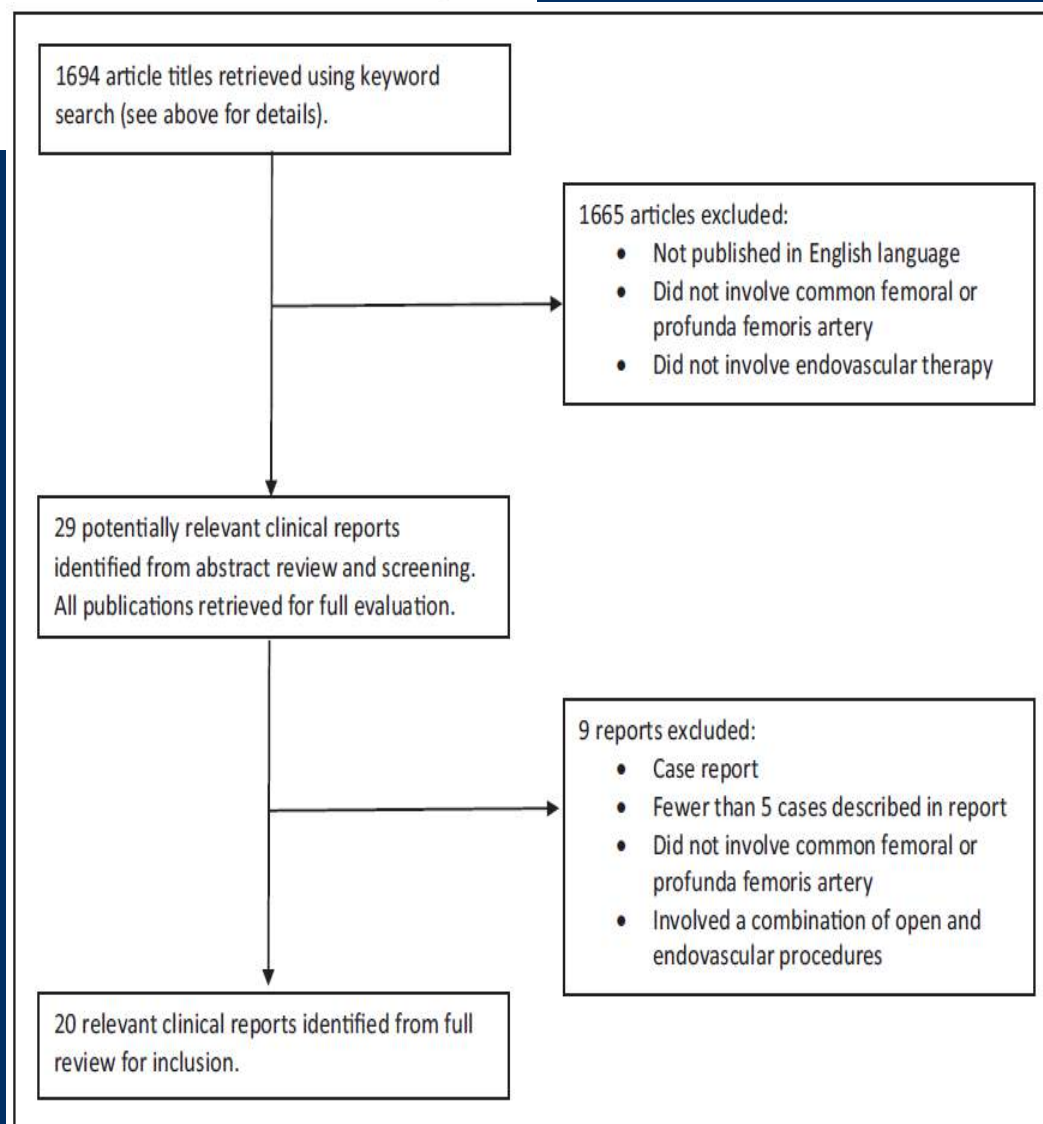 1694 article titles retrieved using keyword
search (see above for details).
1665 articles excluded:
• Not published in English language
• Did not involve common femoral or
profunda femoris artery
• Did not involve endovascular therapy
29 potentially relevant clinical reports
identified from abstract review and screening.
All publications retrieved for full evaluation.
9 reports excluded:
• Case report
• Fewer than 5 cases described in report
• Did not involve common femoral or
profunda femoris artery
• Involved a combination of open and
endovascular procedures
20 relevant clinical reports identified from full
review for inclusion.